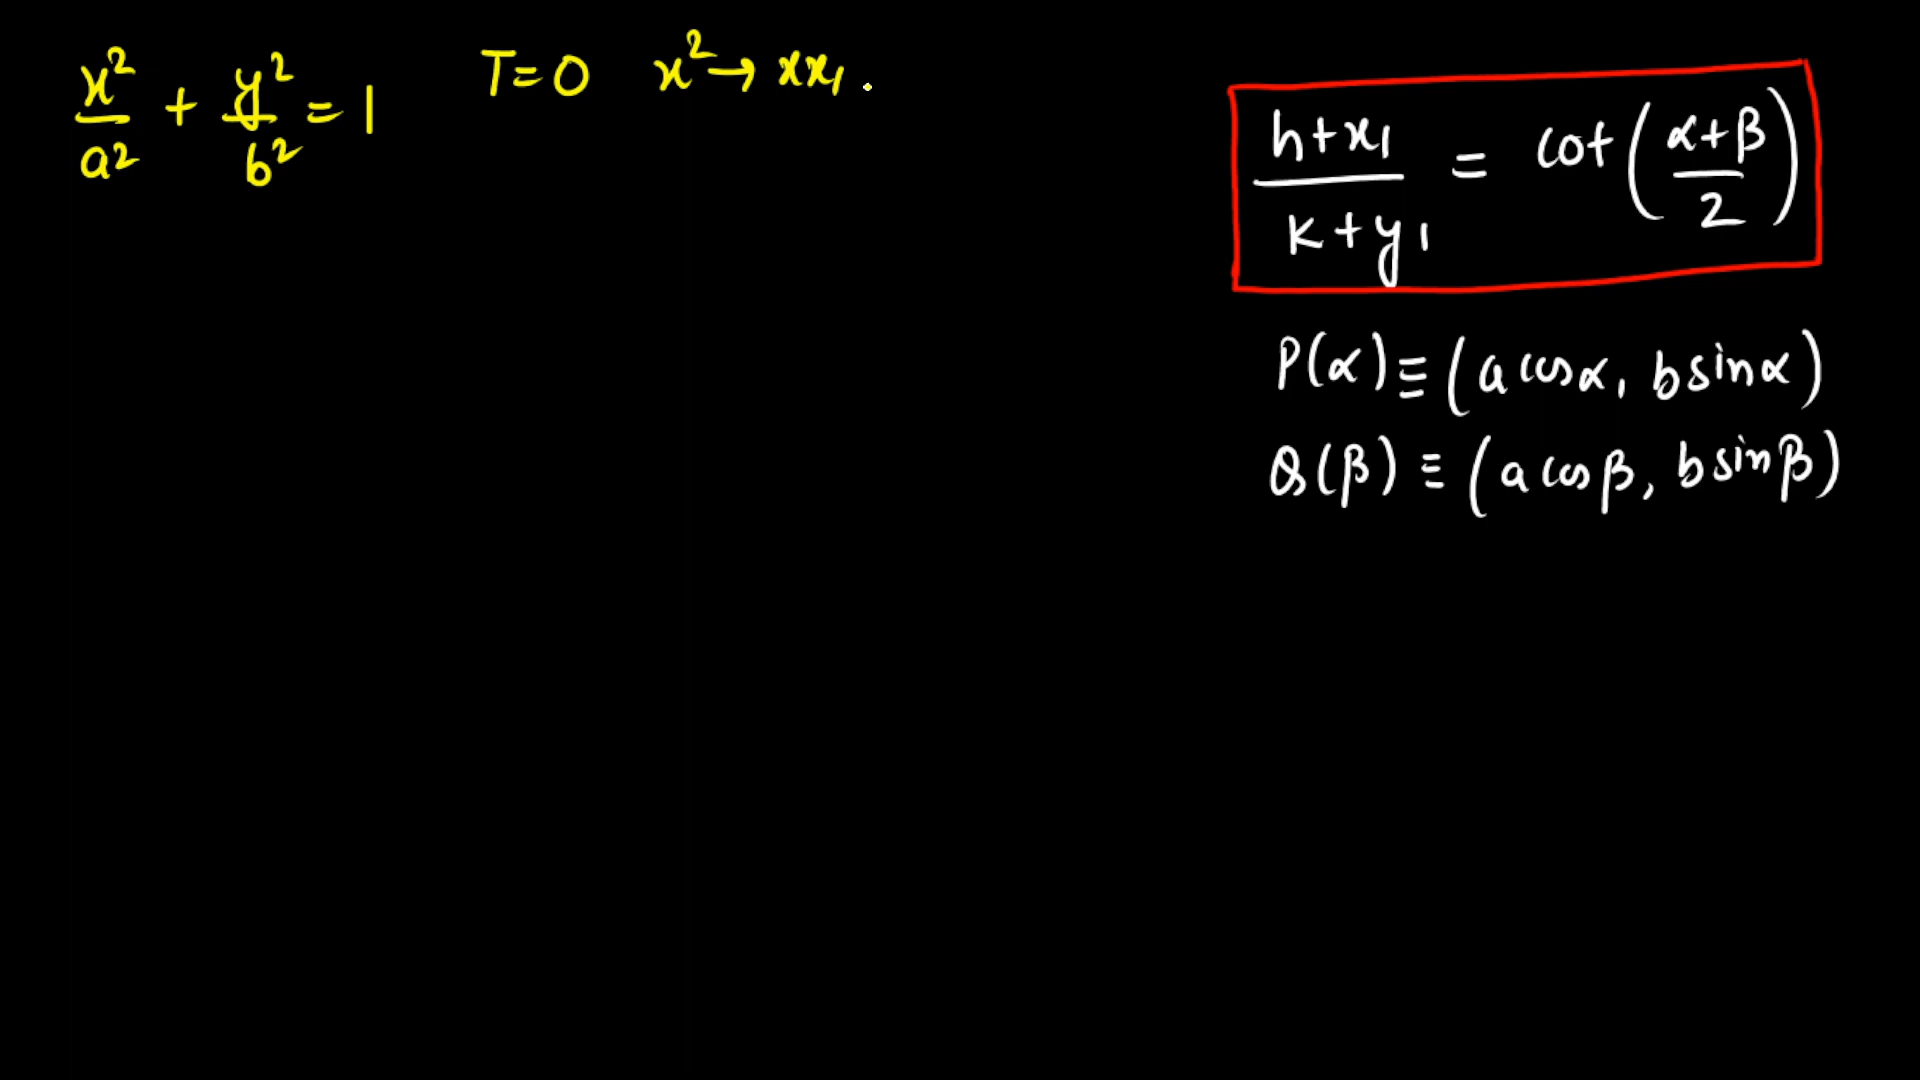 x²/a² + y²/b² = 1
T=0 x² → xx₁
(h+x₁)/(k+y₁) = cot((α+β)/2)
P(α) ≡ (a cosα, b sinα)
Q(β) ≡ (a cosβ, b sinβ)